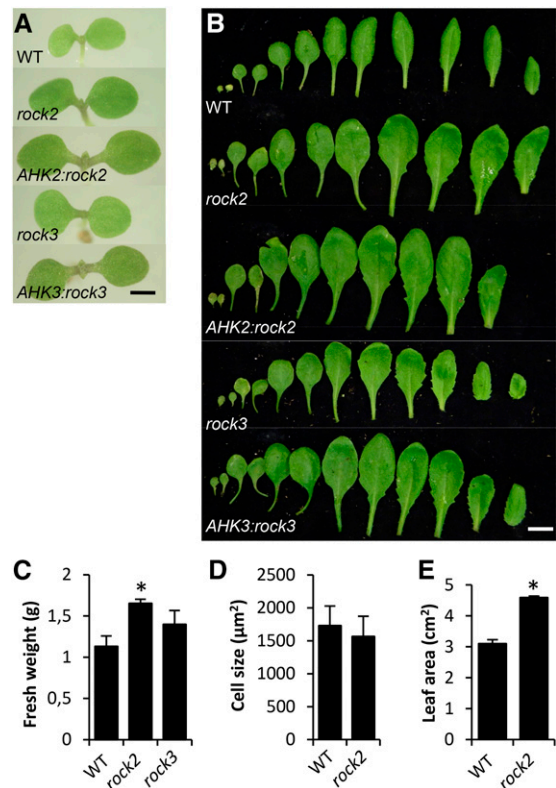 A
WT
rock2
AHK2:rock2
rock3
AHK3:rock3
B
WT
rock2
AHK2:rock2
rock3
AHK3:rock3
C
Fresh weight (g)
2
1,5
1
0,5
0
*
WT
rock2
rock3
D
Cell size (µm²)
2500
2000
1500
1000
500
0
WT
rock2
E
Leaf area (cm²)
5
4
3
2
1
0
*
WT
rock2